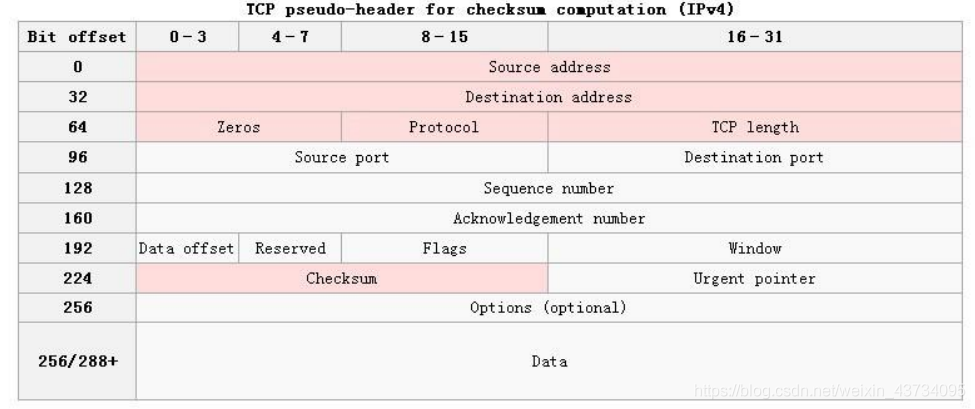 TCP pseudo-header for checksum computation (IPv4)
Bit offset 0-3 4-7 8-15 16-31
0 Source address
32 Destination address
64 Zeros Protocol TCP length
96 Source port Destination port
128 Sequence number
160 Acknowledgement number
192 Data offset Reserved Flags Window
224 Checksum Urgent pointer
256 Options (optional)
256/288+ Data
https://blog.csdn.net/weixin_43734095